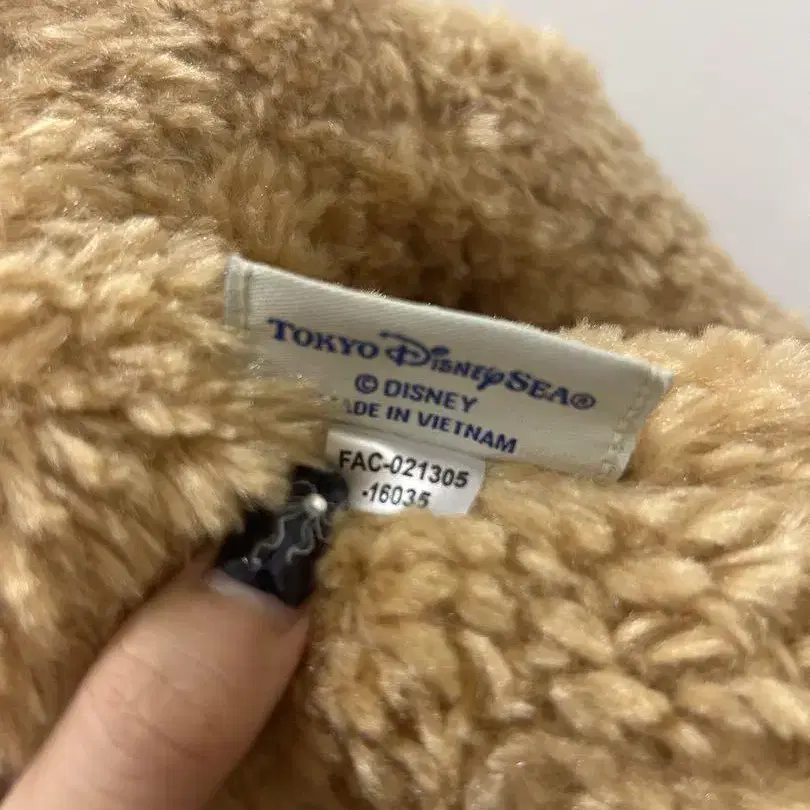 TOKYO DISNEYSEA®
© DISNEY
ADE IN VIETNAM
FAC-021305
-16035